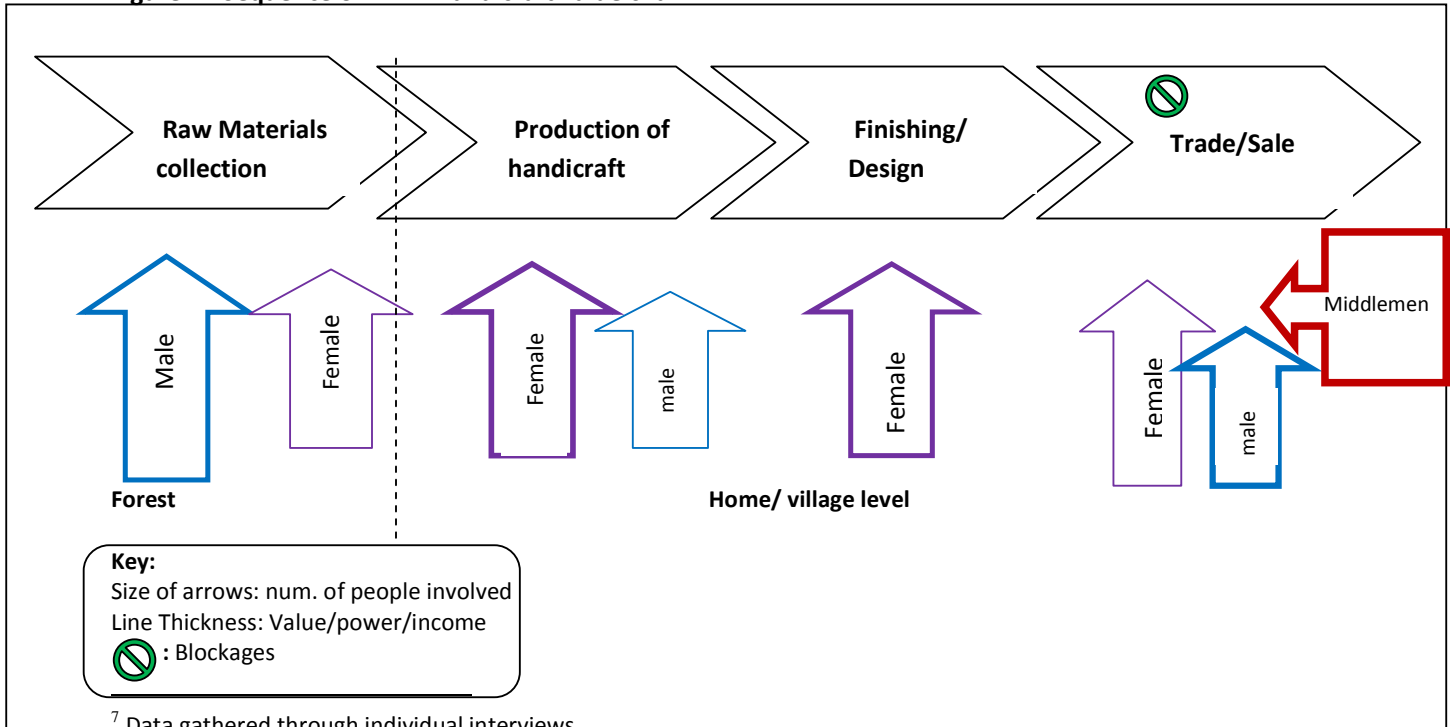 Raw Materials
collection
Production of
handicraft
Finishing/
Design
Trade/Sale
Male
Female
Female
male
Female
Female
male
Middlemen
Forest
Home/ village level
Key:
Size of arrows: num. of people involved
Line Thickness: Value/power/income
: Blockages
7 Data gathered through individual interviews